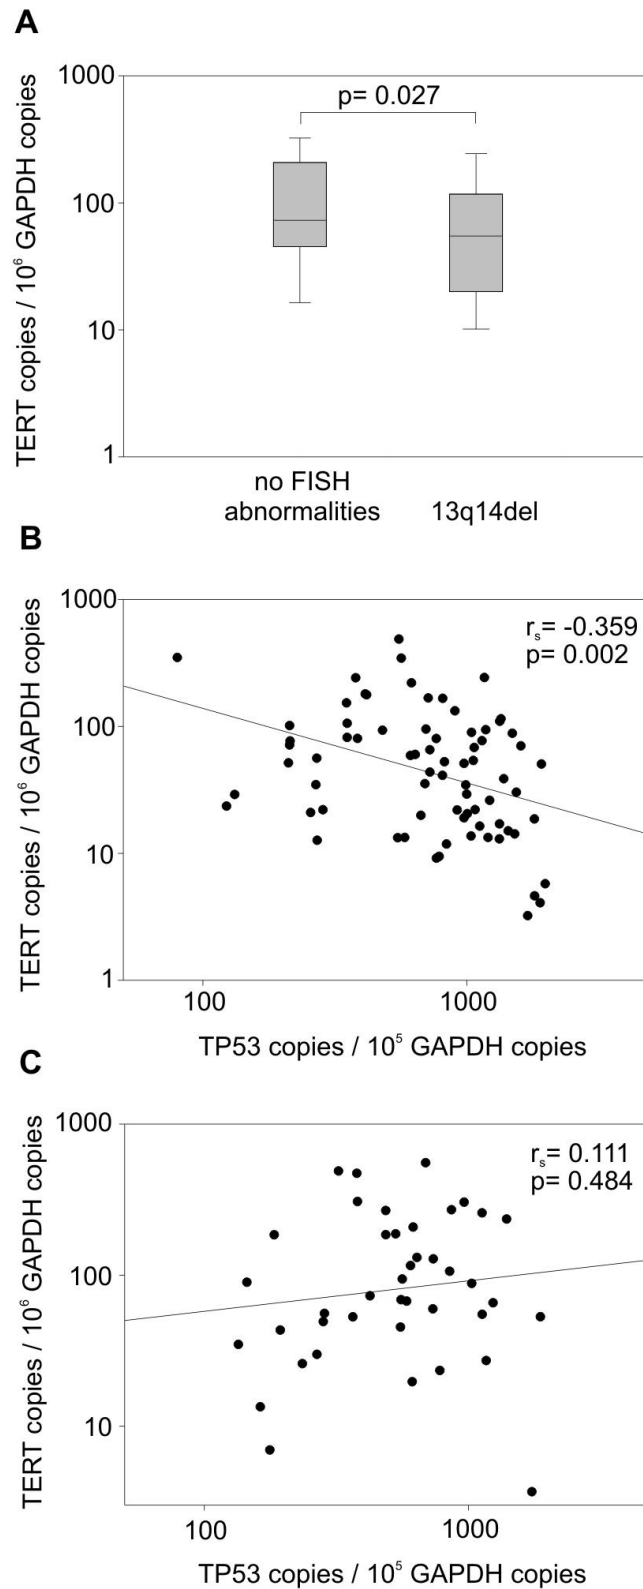 A
TERT copies / 10⁶ GAPDH copies
1000
100
10
1
p= 0.027
no FISH
abnormalities
13q14del
B
TERT copies / 10⁶ GAPDH copies
1000
100
10
1
rₛ= -0.359
p= 0.002
100 1000
TP53 copies / 10⁵ GAPDH copies
C
TERT copies / 10⁶ GAPDH copies
1000
100
10
rₛ= 0.111
p= 0.484
100 1000
TP53 copies / 10⁵ GAPDH copies